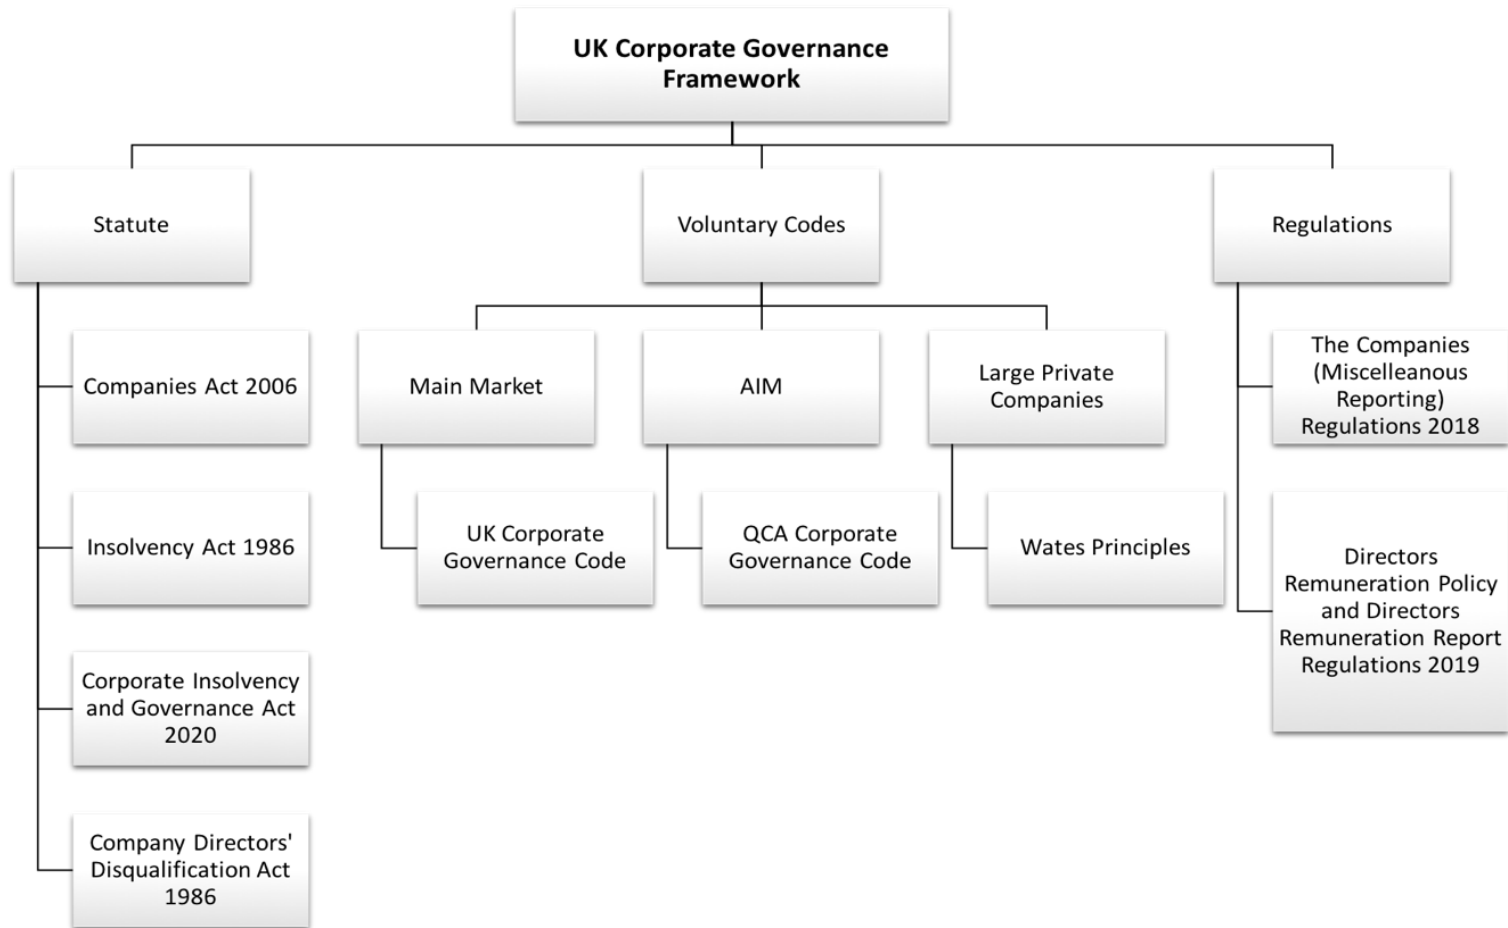 UK Corporate Governance
Framework
Statute
Voluntary Codes
Regulations
Companies Act 2006
Insolvency Act 1986
Corporate Insolvency
and Governance Act
2020
Company Directors'
Disqualification Act
1986
Main Market
UK Corporate
Governance Code
AIM
QCA Corporate
Governance Code
Large Private
Companies
Wates Principles
The Companies
(Miscelleanous
Reporting)
Regulations 2018
Directors
Remuneration Policy
and Directors
Remuneration Report
Regulations 2019